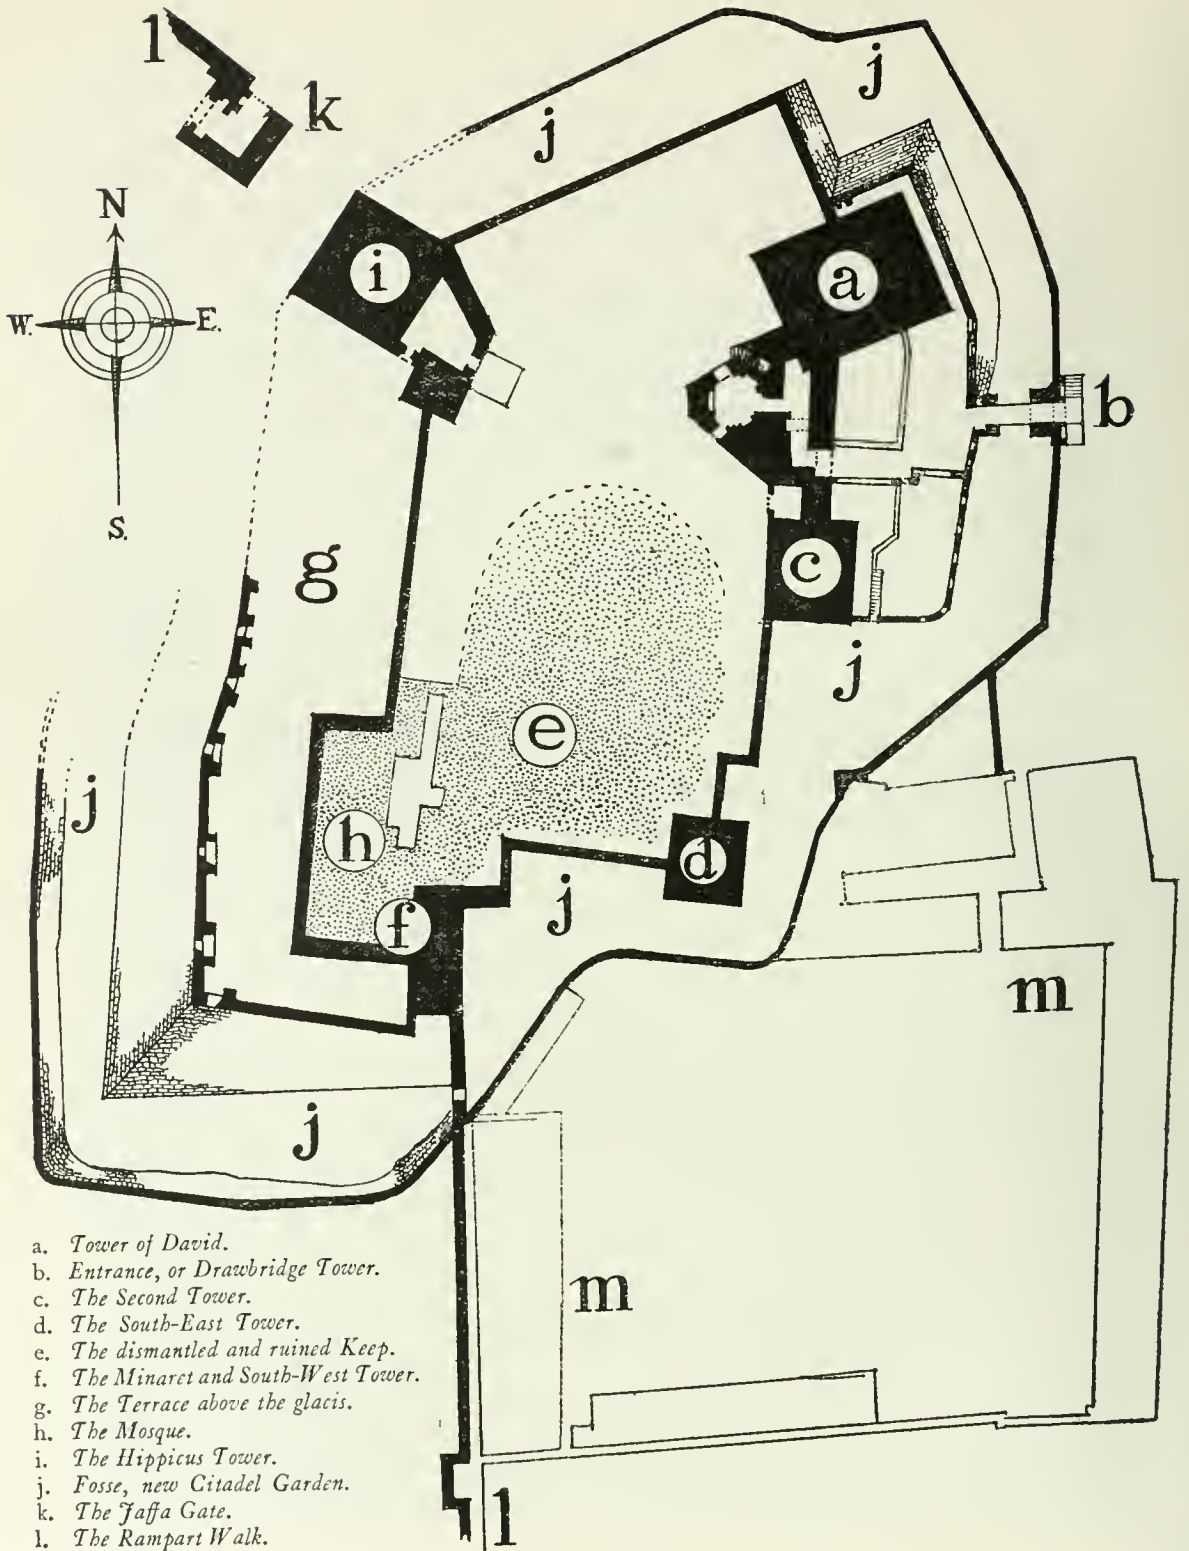 l
k
j
j
N
W.
E.
S.
i
a
b
g
c
j
e
j
h
d
f
j
m
j
m
l
a. Tower of David.
b. Entrance, or Drawbridge Tower.
c. The Second Tower.
d. The South-East Tower.
e. The dismantled and ruined Keep.
f. The Minaret and South-West Tower.
g. The Terrace above the glacis.
h. The Mosque.
i. The Hippicus Tower.
j. Fosse, new Citadel Garden.
k. The Jaffa Gate.
l. The Rampart Walk.